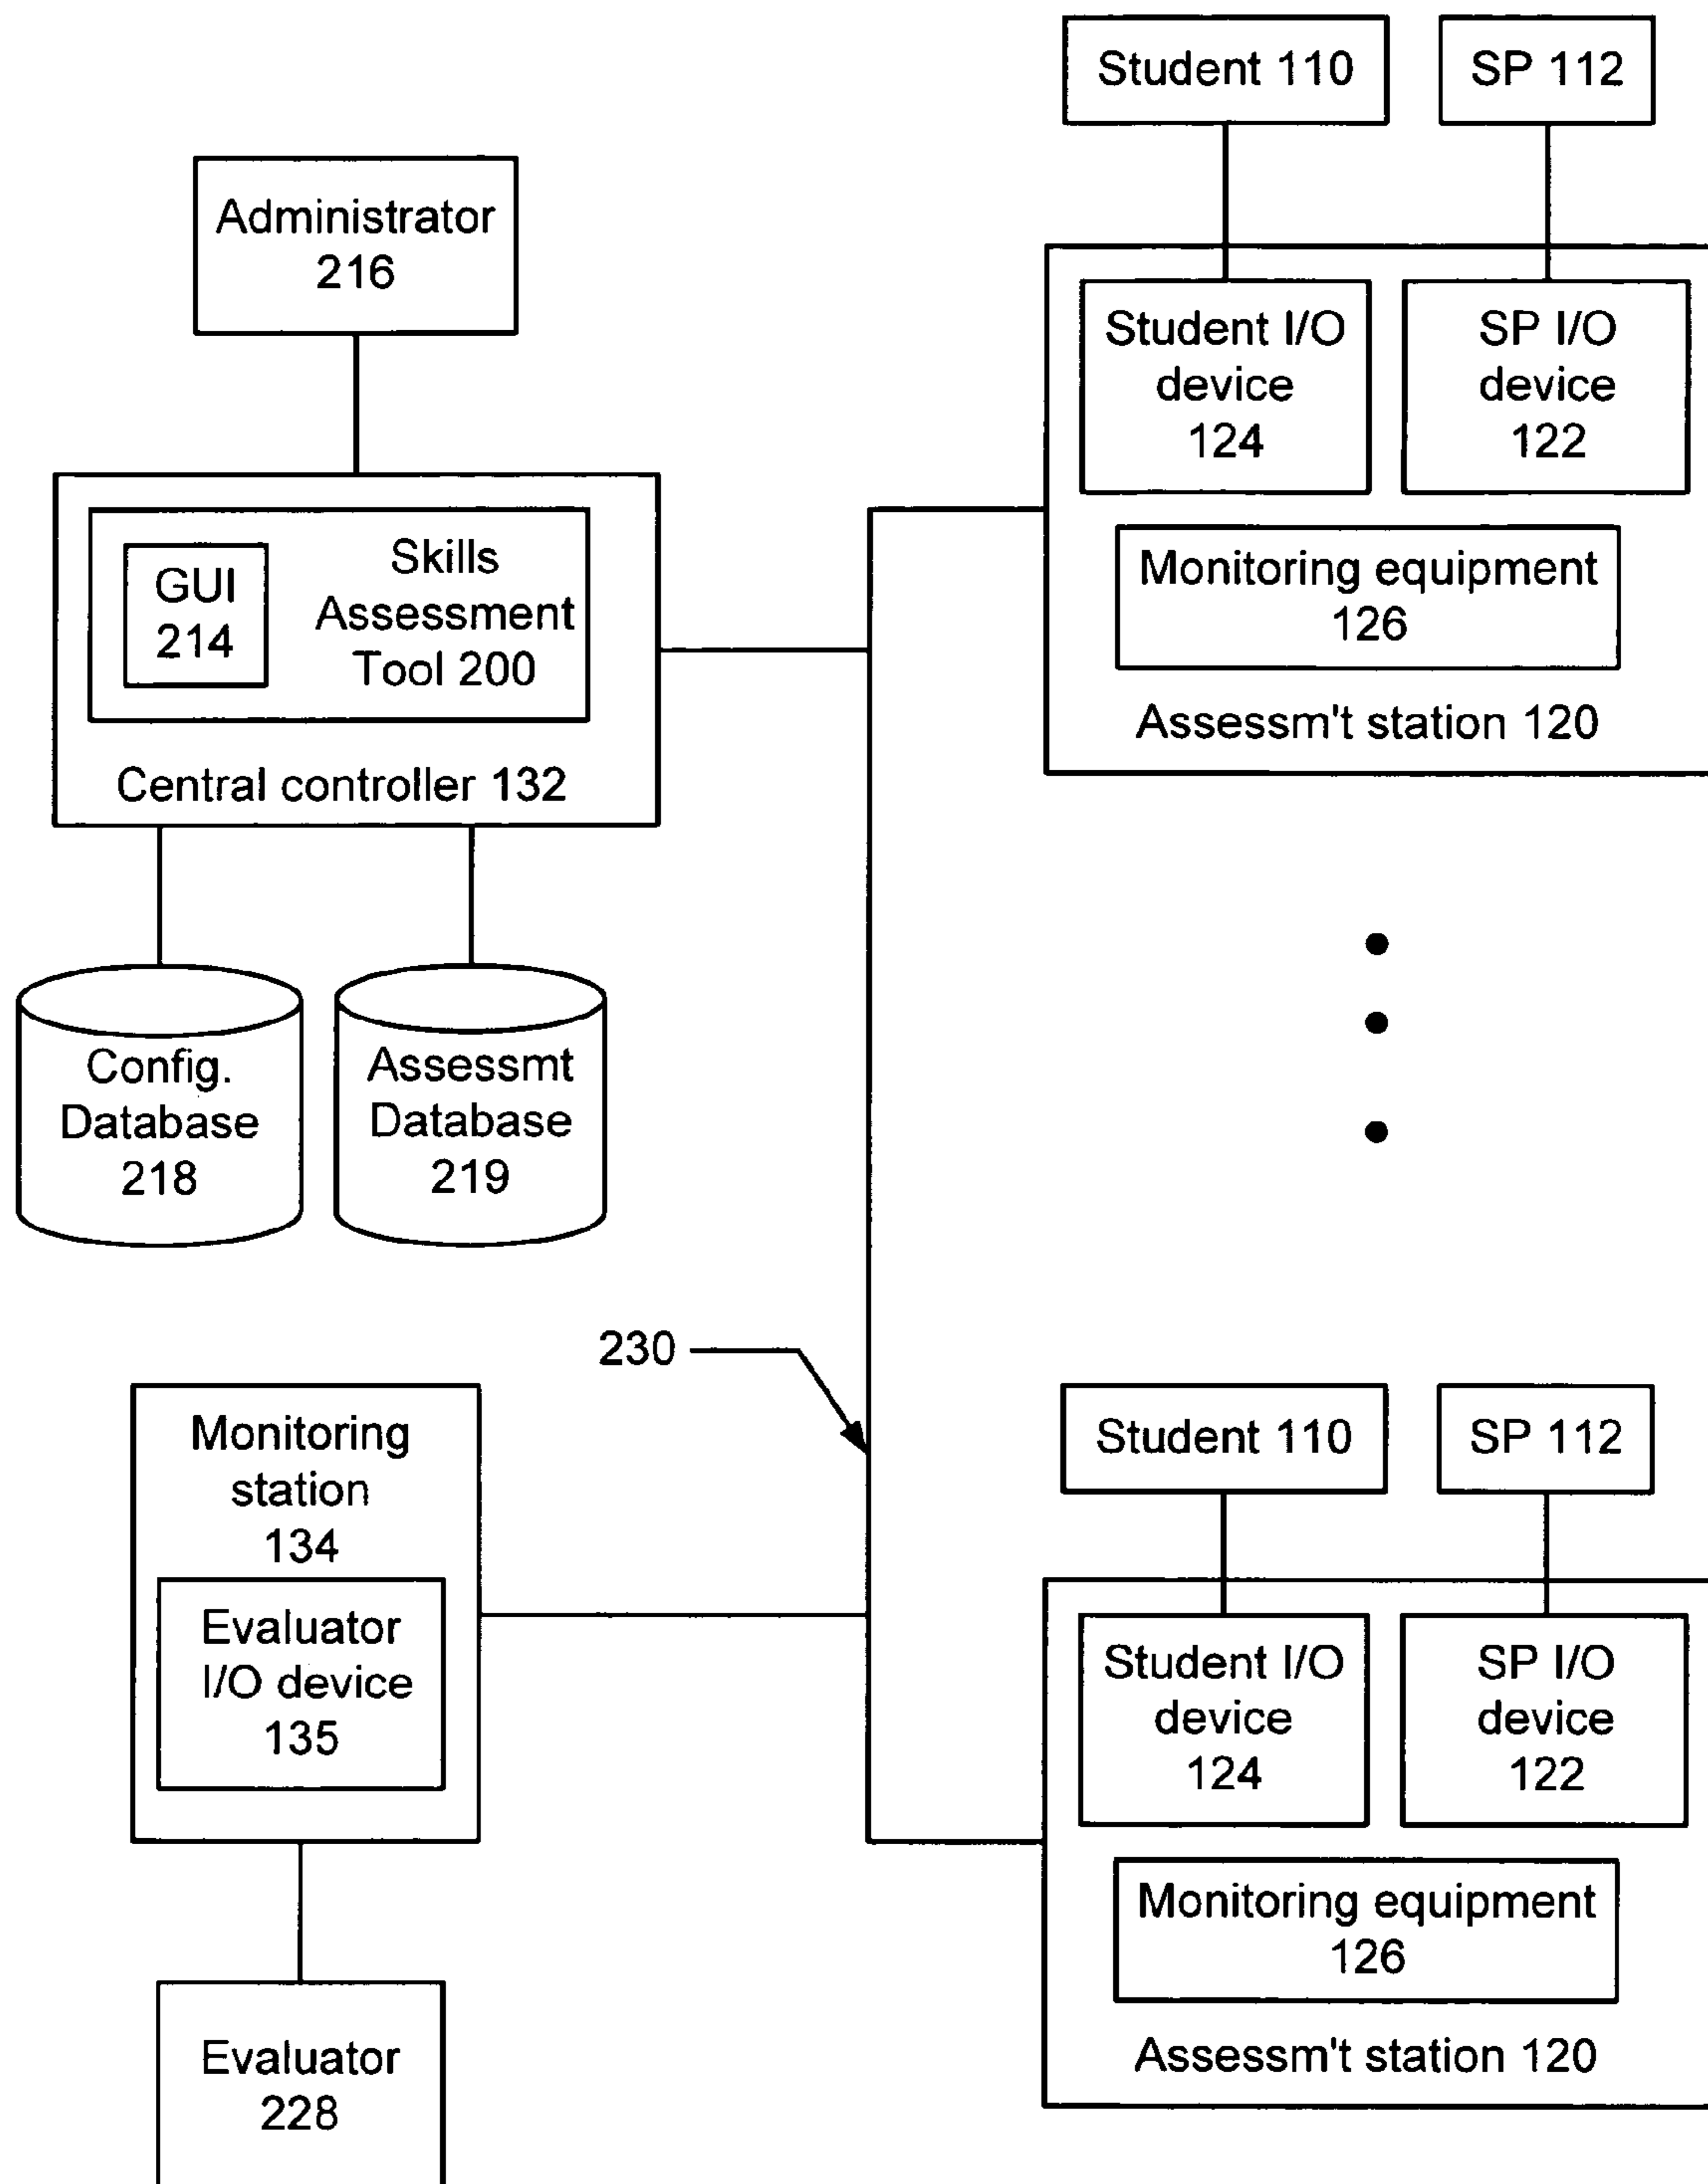 Student 110
SP 112
Administrator
216
Student I/O
device
124
SP I/O
device
122
Monitoring equipment
126
Assessm't station 120
GUI
214
Skills
Assessment
Tool 200
Central controller 132
Config.
Database
218
Assessmt
Database
219
230
Monitoring
station
134
Evaluator
I/O device
135
Evaluator
228
Student 110
SP 112
Student I/O
device
124
SP I/O
device
122
Monitoring equipment
126
Assessm't station 120